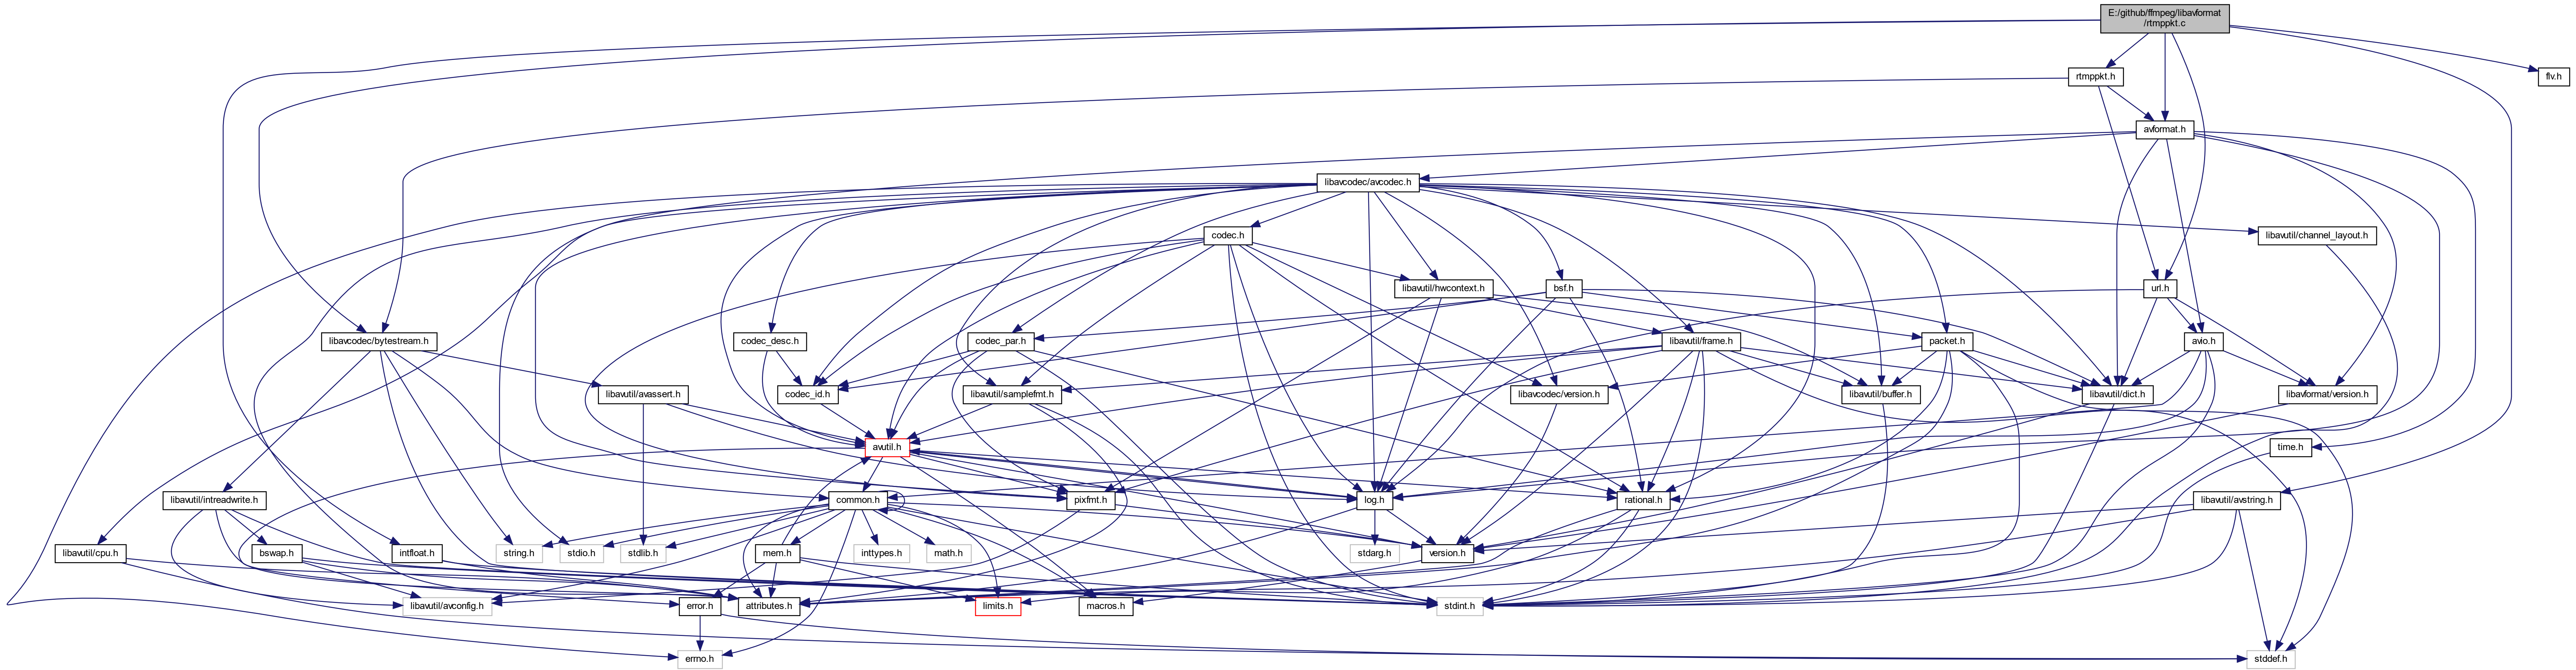 E:/github/ffmpeg/libavformat
/rtmppkt.c
rtmppkt.h
flv.h
avformat.h
libavcodec/avcodec.h
codec.h
libavutil/channel_layout.h
libavutil/hwcontext.h
bsf.h
url.h
libavcodec/bytestream.h
codec_desc.h
codec_par.h
libavutil/frame.h
packet.h
avio.h
libavutil/avassert.h
codec_id.h
libavutil/samplefmt.h
libavcodec/version.h
libavutil/buffer.h
libavutil/dict.h
libavformat/version.h
avutil.h
time.h
libavutil/intreadwrite.h
common.h
pixfmt.h
log.h
rational.h
libavutil/avstring.h
libavutil/cpu.h
bswap.h
intfloat.h
string.h
stdio.h
stdlib.h
mem.h
inttypes.h
math.h
stdarg.h
version.h
libavutil/avconfig.h
error.h
attributes.h
limits.h
macros.h
stdint.h
errno.h
stddef.h